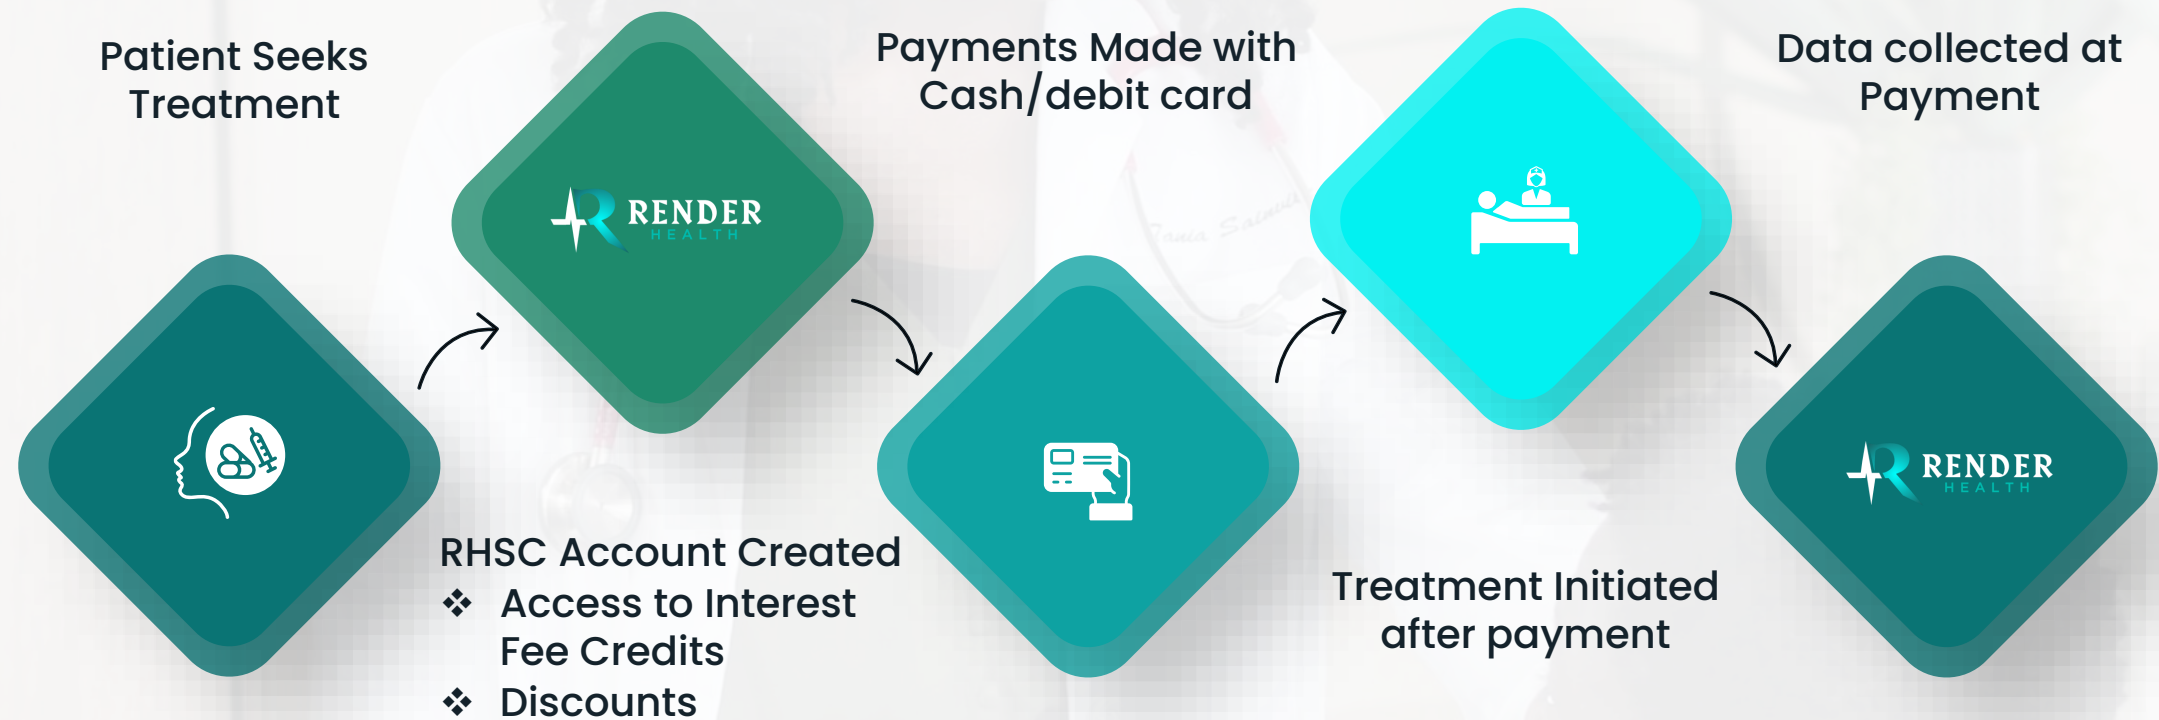 Patient Seeks
Treatment
RENDER
HEALTH
RHSC Account Created
❖ Access to Interest
Fee Credits
❖ Discounts
Payments Made with
Cash/debit card
Treatment Initiated
after payment
Data collected at
Payment
RENDER
HEALTH